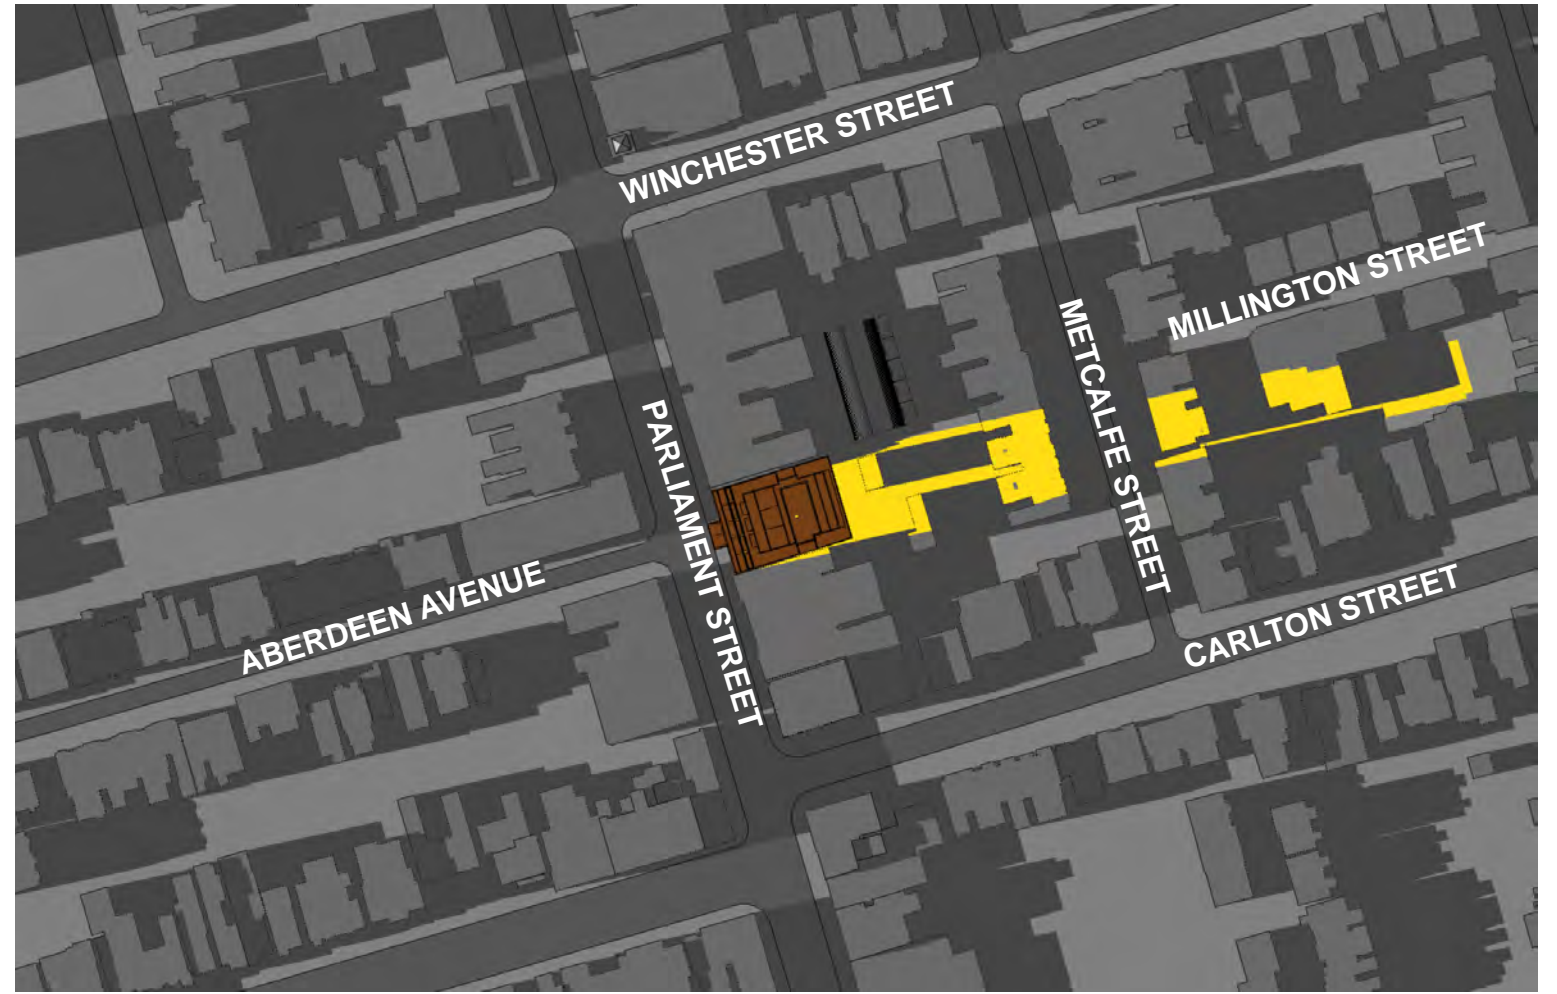 WINCHESTER STREET
MILLINGTON STREET
METCALFE STREET
PARLIAMENT STREET
ABERDEEN AVENUE
CARLTON STREET